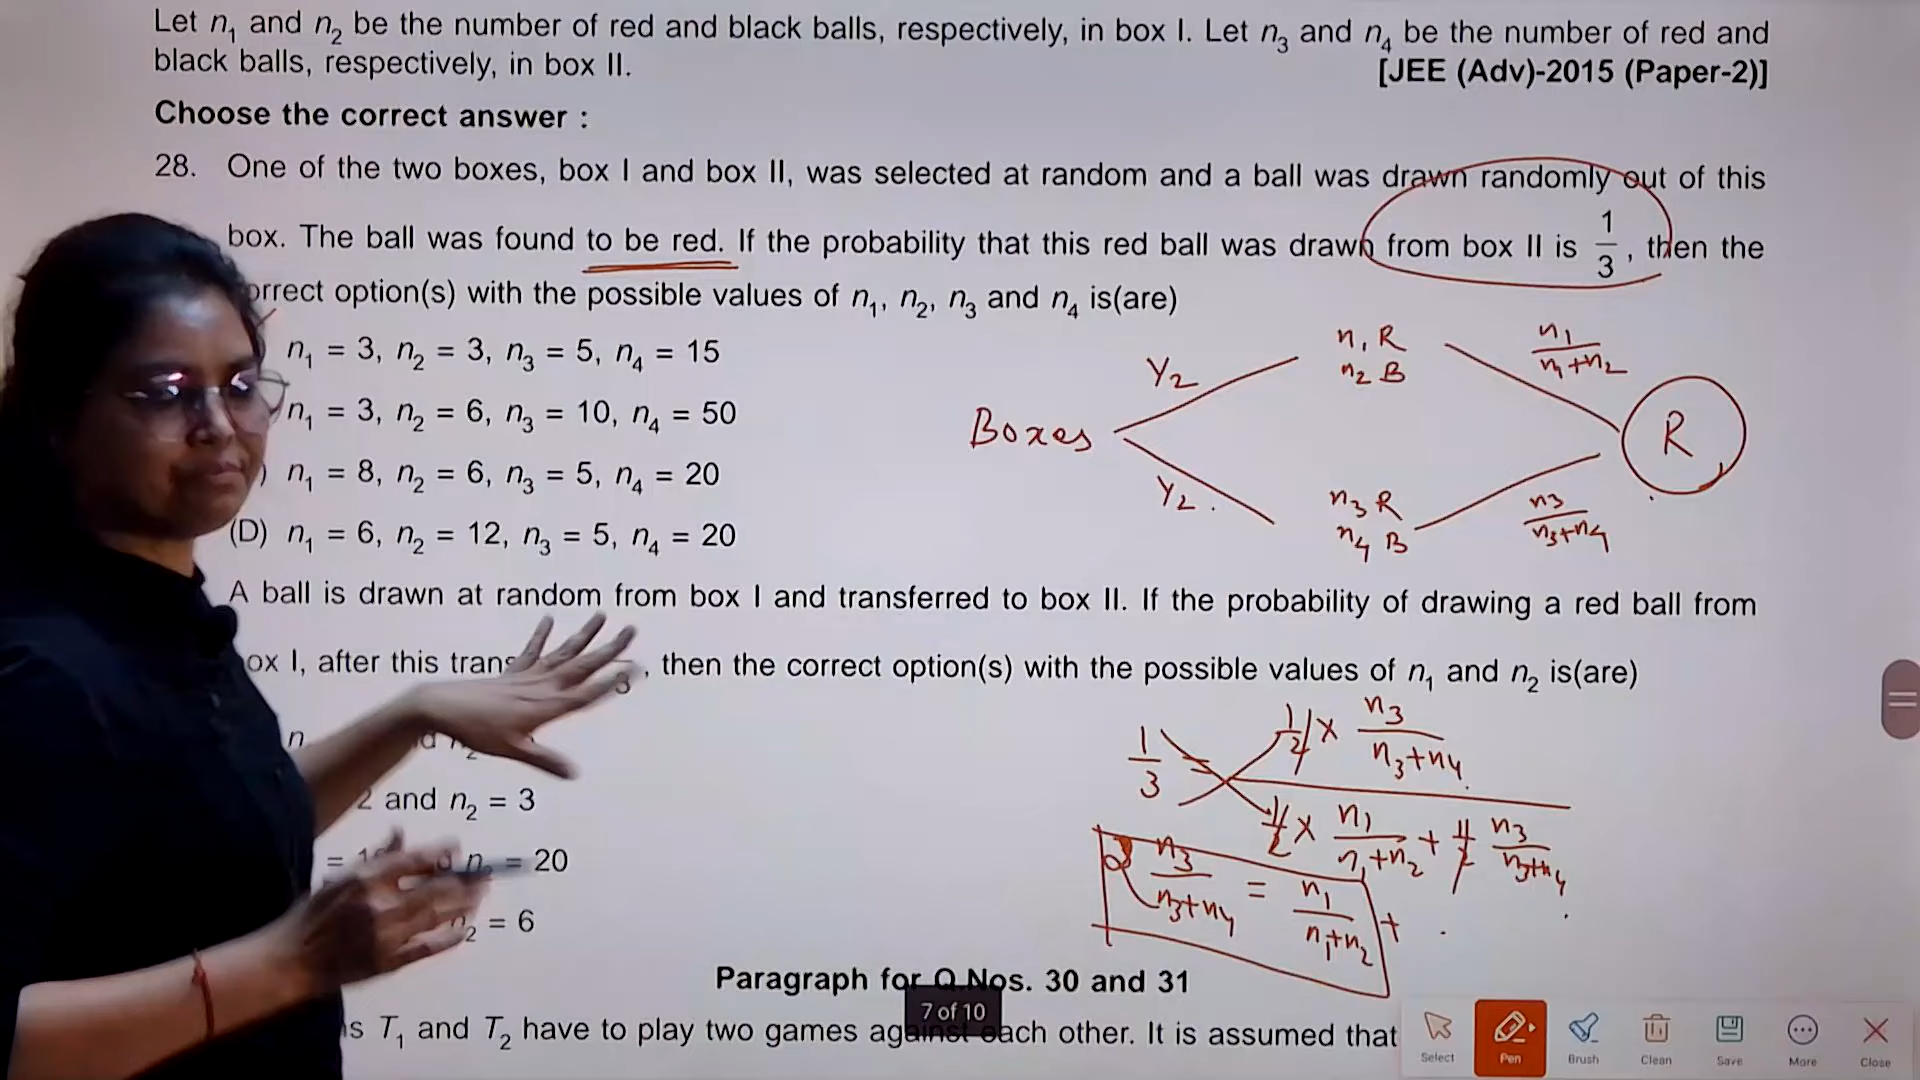 Let n₁ and n₂ be the number of red and black balls, respectively, in box I. Let n₃ and n₄ be the number of red and
black balls, respectively, in box II.
[JEE (Adv)-2015 (Paper-2)]
Choose the correct answer :
28. One of the two boxes, box I and box II, was selected at random and a ball was drawn randomly out of this
box. The ball was found to be red. If the probability that this red ball was drawn from box II is 1/3, then the
orrect option(s) with the possible values of n₁, n₂, n₃ and n₄ is(are)
n₁ = 3, n₂ = 3, n₃ = 5, n₄ = 15
n₁ = 3, n₂ = 6, n₃ = 10, n₄ = 50
) n₁ = 8, n₂ = 6, n₃ = 5, n₄ = 20
(D) n₁ = 6, n₂ = 12, n₃ = 5, n₄ = 20
Boxes
Y2
n₁ R
n2 B
n1/n1+n2
R
Y2.
n3 R
n4 B
n3/n3+n4
A ball is drawn at random from box I and transferred to box II. If the probability of drawing a red ball from
ox I, after this trans 3, then the correct option(s) with the possible values of n₁ and n₂ is(are)
2 and n₂ = 3
= 20
₂ = 6
1/3 = 1/2 × n3/n3+n4
1/2 × n1/n1+n2 + 1/2 n3/n3+n4
2 n3/n3+n4 = n1/n1+n2 + .
Paragraph for Q.Nos. 30 and 31
7 of 10
s T₁ and T₂ have to play two games against each other. It is assumed that
Select
Pen
Brush
Clean
Save
More
Close